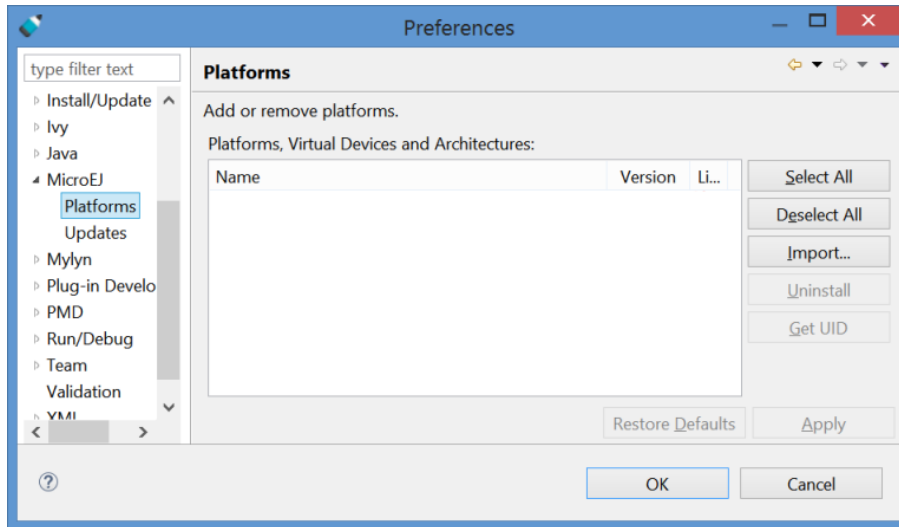 Preferences
type filter text
Install/Update
Ivy
Java
MicroEJ
Platforms
Updates
Mylyn
Plug-in Develo
PMD
Run/Debug
Team
Validation
XML
Platforms
Add or remove platforms.
Platforms, Virtual Devices and Architectures:
Name Version Li...
Select All
Deselect All
Import...
Uninstall
Get UID
Restore Defaults Apply
? OK Cancel